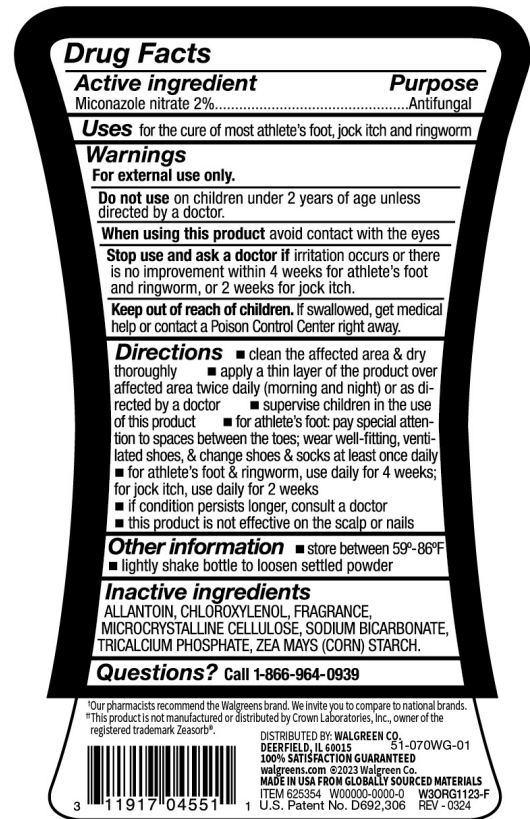 Drug Facts
Active ingredient Purpose
Miconazole nitrate 2%................................................Antifungal
Uses for the cure of most athlete's foot, jock itch and ringworm
Warnings
For external use only.
Do not use on children under 2 years of age unless
directed by a doctor.
When using this product avoid contact with the eyes
Stop use and ask a doctor if irritation occurs or there
is no improvement within 4 weeks for athlete's foot
and ringworm, or 2 weeks for jock itch.
Keep out of reach of children. If swallowed, get medical
help or contact a Poison Control Center right away.
Directions ■ clean the affected area & dry
thoroughly ■ apply a thin layer of the product over
affected area twice daily (morning and night) or as di-
rected by a doctor ■ supervise children in the use
of this product ■ for athlete's foot: pay special atten-
tion to spaces between the toes; wear well-fitting, venti-
lated shoes, & change shoes & socks at least once daily
■ for athlete's foot & ringworm, use daily for 4 weeks;
for jock itch, use daily for 2 weeks
■ if condition persists longer, consult a doctor
■ this product is not effective on the scalp or nails
Other information ■ store between 59º-86ºF
■ lightly shake bottle to loosen settled powder
Inactive ingredients
ALLANTOIN, CHLOROXYLENOL, FRAGRANCE,
MICROCRYSTALLINE CELLULOSE, SODIUM BICARBONATE,
TRICALCIUM PHOSPHATE, ZEA MAYS (CORN) STARCH.
Questions? Call 1-866-964-0939
†Our pharmacists recommend the Walgreens brand. We invite you to compare to national brands.
††This product is not manufactured or distributed by Crown Laboratories, Inc., owner of the
registered trademark Zeasorb®.
DISTRIBUTED BY: WALGREEN CO.
DEERFIELD, IL 60015 51-070WG-01
100% SATISFACTION GUARANTEED
walgreens.com ©2023 Walgreen Co.
MADE IN USA FROM GLOBALLY SOURCED MATERIALS
ITEM 625354 W00000-0000-0 W3ORG1123-F
U.S. Patent No. D692,306 REV - 0324
3 11917 04551 1